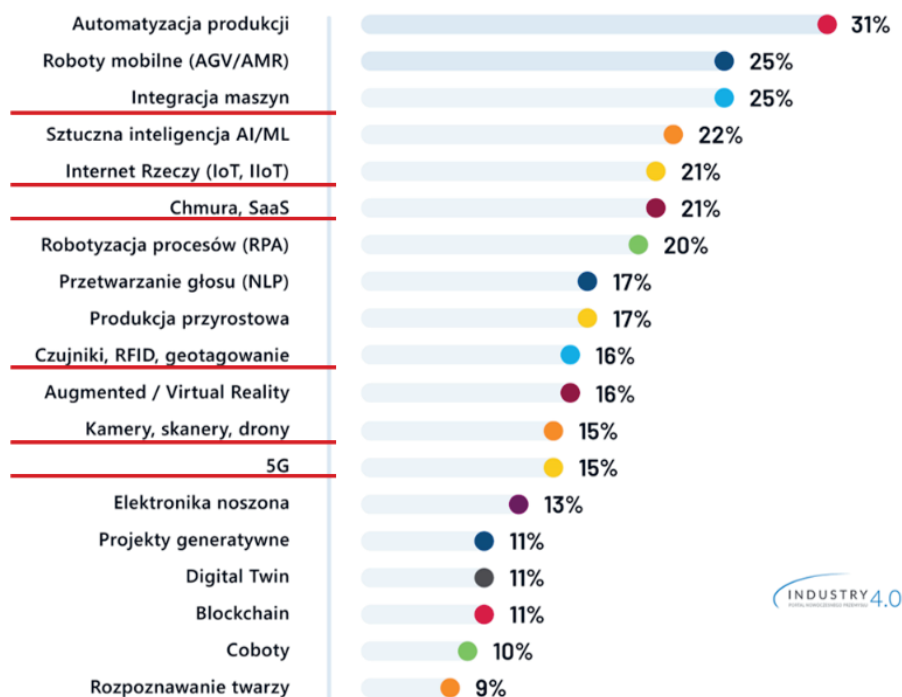 Automatyzacja produkcji 31%
Roboty mobilne (AGV/AMR) 25%
Integracja maszyn 25%
Sztuczna inteligencja AI/ML 22%
Internet Rzeczy (IoT, IIoT) 21%
Chmura, SaaS 21%
Robotyzacja procesów (RPA) 20%
Przetwarzanie głosu (NLP) 17%
Produkcja przyrostowa 17%
Czujniki, RFID, geotagowanie 16%
Augmented / Virtual Reality 16%
Kamery, skanery, drony 15%
5G 15%
Elektronika noszona 13%
Projekty generatywne 11%
Digital Twin 11%
Blockchain 11%
Coboty 10%
Rozpoznawanie twarzy 9%
INDUSTRY 4.0
PORTAL NOWOCZESNEGO PRZEMYSŁU